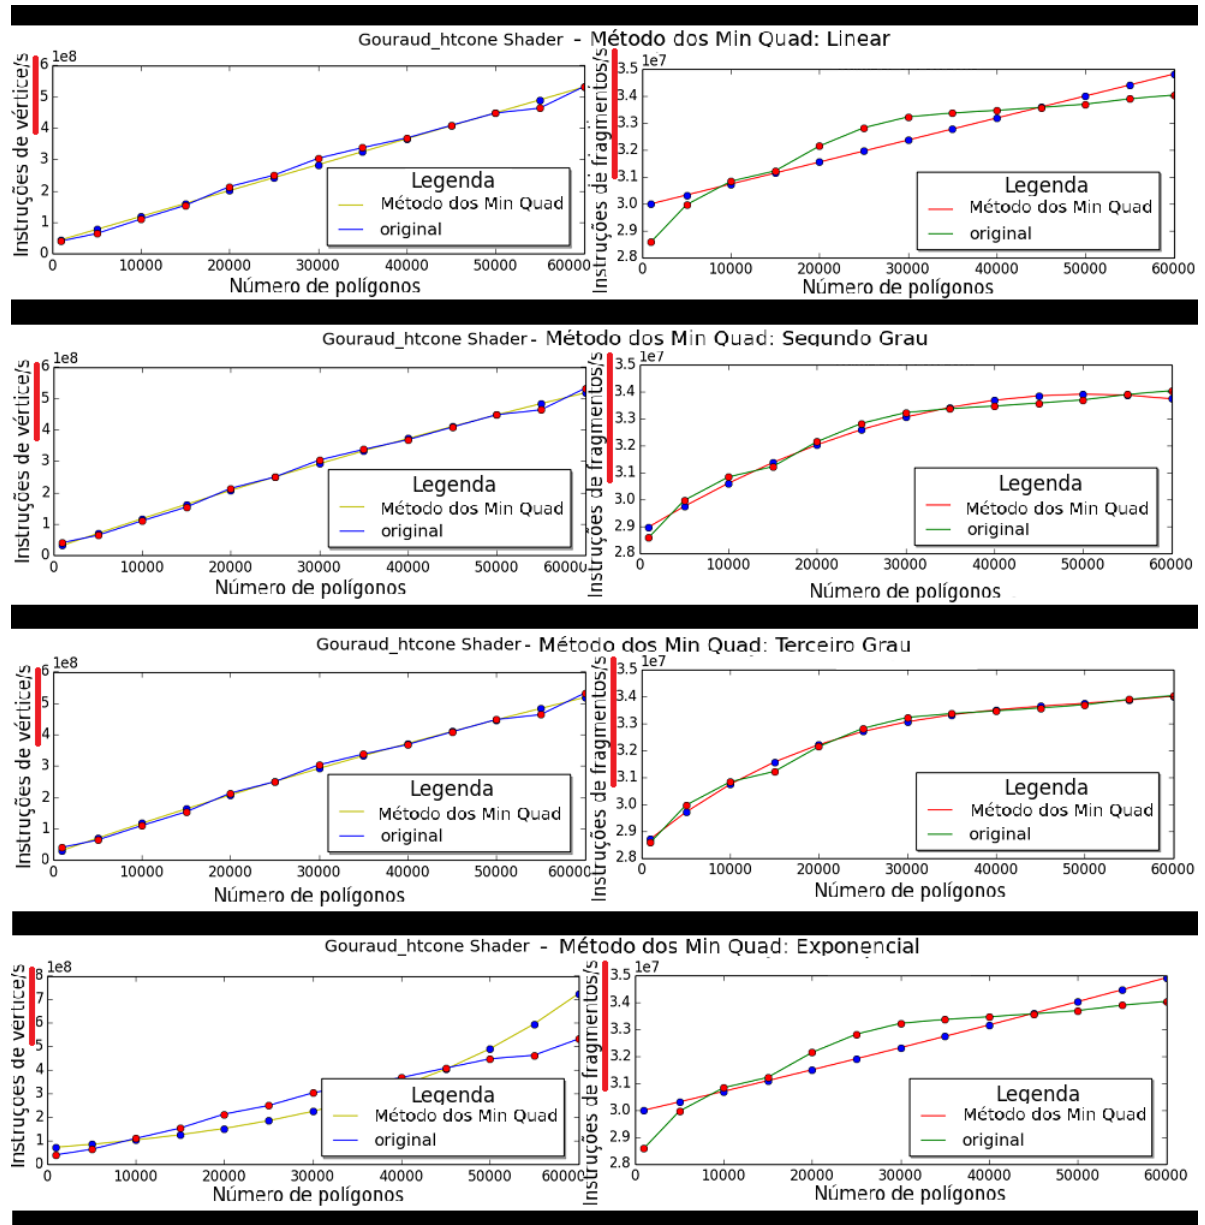 Gouraud_htcone Shader - Método dos Min Quad: Linear
Instruções de vértice/s
1e8
6
5
4
3
2
1
0
0 10000 20000 30000 40000 50000 60000
Número de polígonos
Legenda
Método dos Min Quad
original
Instruções de fragmentos/s
1e7
3.5
3.4
3.3
3.2
3.1
3.0
2.9
2.8
0 10000 20000 30000 40000 50000 60000
Número de polígonos
Legenda
Método dos Min Quad
original
Gouraud_htcone Shader - Método dos Min Quad: Segundo Grau
Instruções de vértice/s
1e8
6
5
4
3
2
1
0
0 10000 20000 30000 40000 50000 60000
Número de polígonos
Legenda
Método dos Min Quad
original
Instruções de fragmentos/s
1e7
3.5
3.4
3.3
3.2
3.1
3.0
2.9
2.8
0 10000 20000 30000 40000 50000 60000
Número de polígonos
Legenda
Método dos Min Quad
original
Gouraud_htcone Shader - Método dos Min Quad: Terceiro Grau
Instruções de vértice/s
1e8
6
5
4
3
2
1
0
0 10000 20000 30000 40000 50000 60000
Número de polígonos
Legenda
Método dos Min Quad
original
Instruções de fragmentos/s
1e7
3.5
3.4
3.3
3.2
3.1
3.0
2.9
2.8
0 10000 20000 30000 40000 50000 60000
Número de polígonos
Legenda
Método dos Min Quad
original
Gouraud_htcone Shader - Método dos Min Quad: Exponencial
Instruções de vértice/s
1e8
8
7
6
5
4
3
2
1
0
0 10000 20000 30000 40000 50000 60000
Número de polígonos
Legenda
Método dos Min Quad
original
Instruções de fragmentos/s
1e7
3.5
3.4
3.3
3.2
3.1
3.0
2.9
2.8
0 10000 20000 30000 40000 50000 60000
Número de polígonos
Legenda
Método dos Min Quad
original